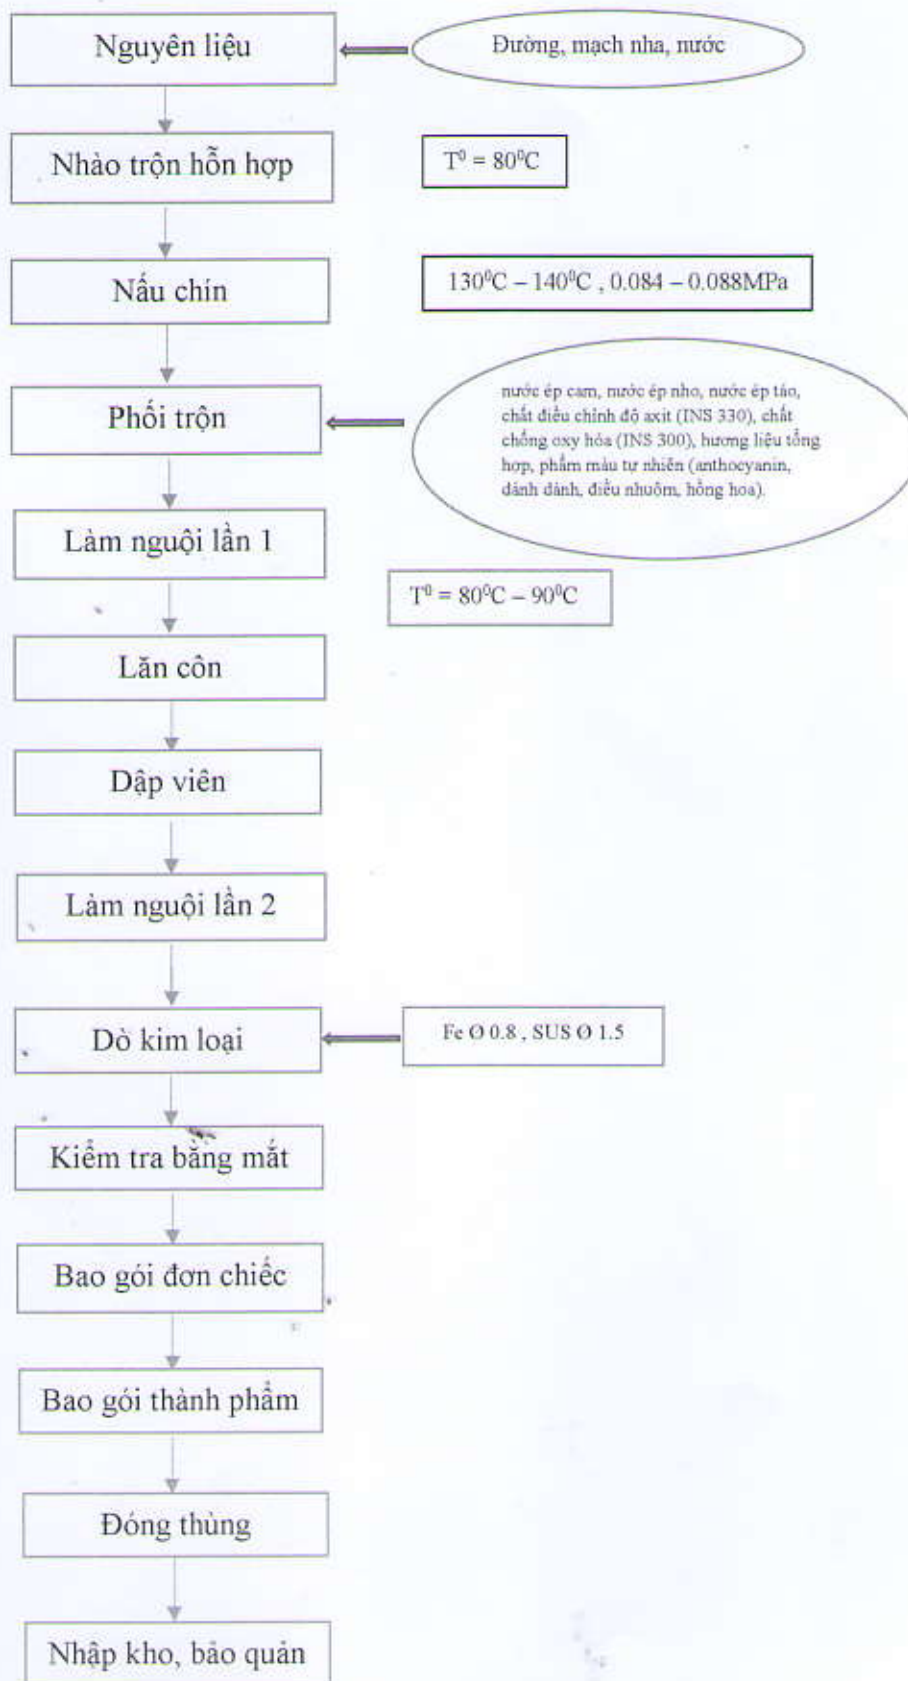 Nguyên liệu
Đường, mạch nha, nước
Nhào trộn hỗn hợp
T⁰ = 80⁰C
Nấu chín
130⁰C – 140⁰C , 0.084 – 0.088MPa
Phối trộn
nước ép cam, nước ép nho, nước ép táo,
chất điều chỉnh độ axit (INS 330), chất
chống oxy hóa (INS 300), hương liệu tổng
hợp, phẩm màu tự nhiên (anthocyanin,
dành dành, điều nhuộm, hồng hoa).
Làm nguội lần 1
T⁰ = 80⁰C – 90⁰C
Lăn côn
Dập viên
Làm nguội lần 2
Dò kim loại
Fe Ø 0.8 , SUS Ø 1.5
Kiểm tra bằng mắt
Bao gói đơn chiếc
Bao gói thành phẩm
Đóng thùng
Nhập kho, bảo quản